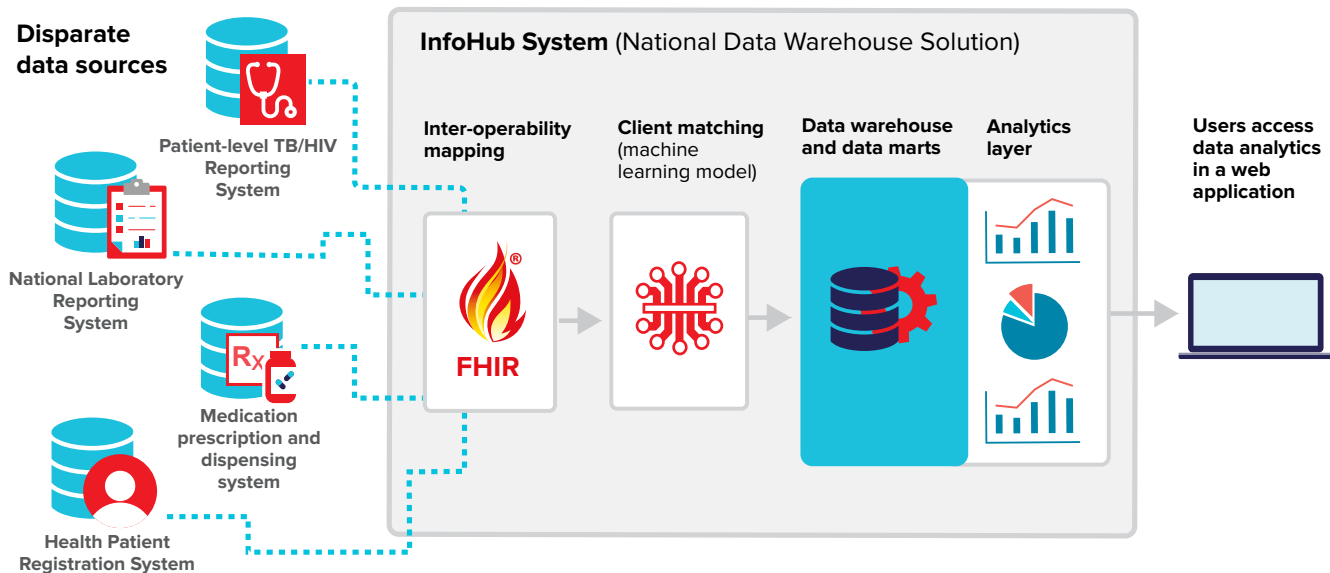 Disparate
data sources
Patient-level TB/HIV
Reporting
System
National Laboratory
Reporting
System
Rx
Medication
prescription and
dispensing
system
Health Patient
Registration System
InfoHub System (National Data Warehouse Solution)
Inter-operability
mapping
®
FHIR
Client matching
(machine
learning model)
Data warehouse
and data marts
Analytics
layer
Users access
data analytics
in a web
application